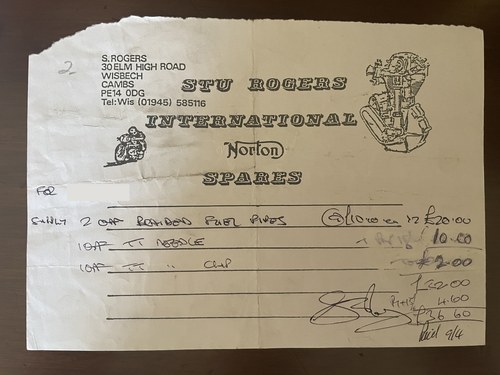 2.
S. ROGERS
30 ELM HIGH ROAD
WISBECH
CAMBS
PE14 0DG
Tel: Wis (01945) 585116
STU ROGERS
INTERNATIONAL
Norton
SPARES
FOR
SUPPLY 2 OFF BRAIDED FUEL PIPES @ £10.00 ea £20.00
1 OFF TT NEEDLE 10.00
1 OFF TT " CLIP 2.00
£32.00
P+P 4.60
£36.60
Paid 9/4